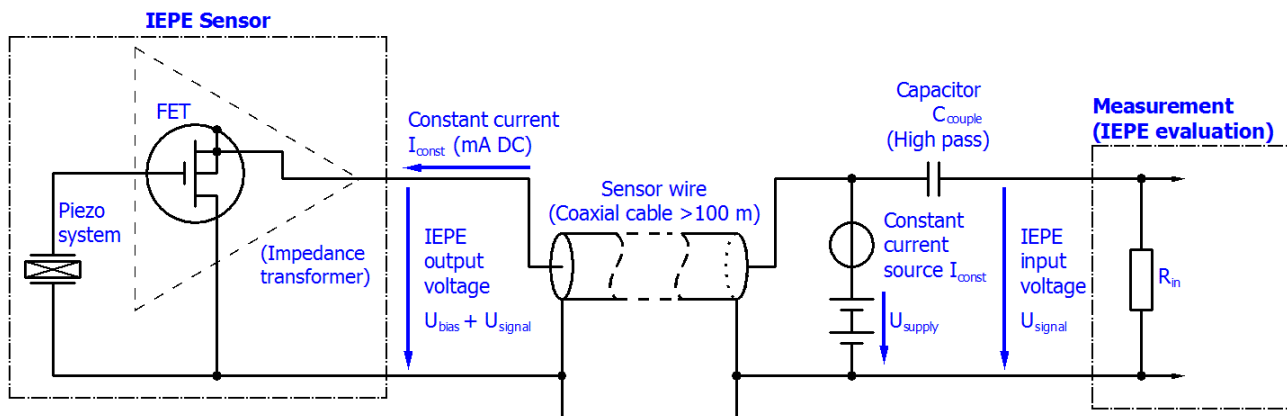 IEPE Sensor
FET
Piezo
system
(Impedance
transformer)
Constant current
Iconst (mA DC)
IEPE
output
voltage
Ubias + Usignal
Sensor wire
(Coaxial cable >100 m)
Capacitor
Ccouple
(High pass)
Constant
current
source Iconst
Usupply
IEPE
input
voltage
Usignal
Measurement
(IEPE evaluation)
Rin